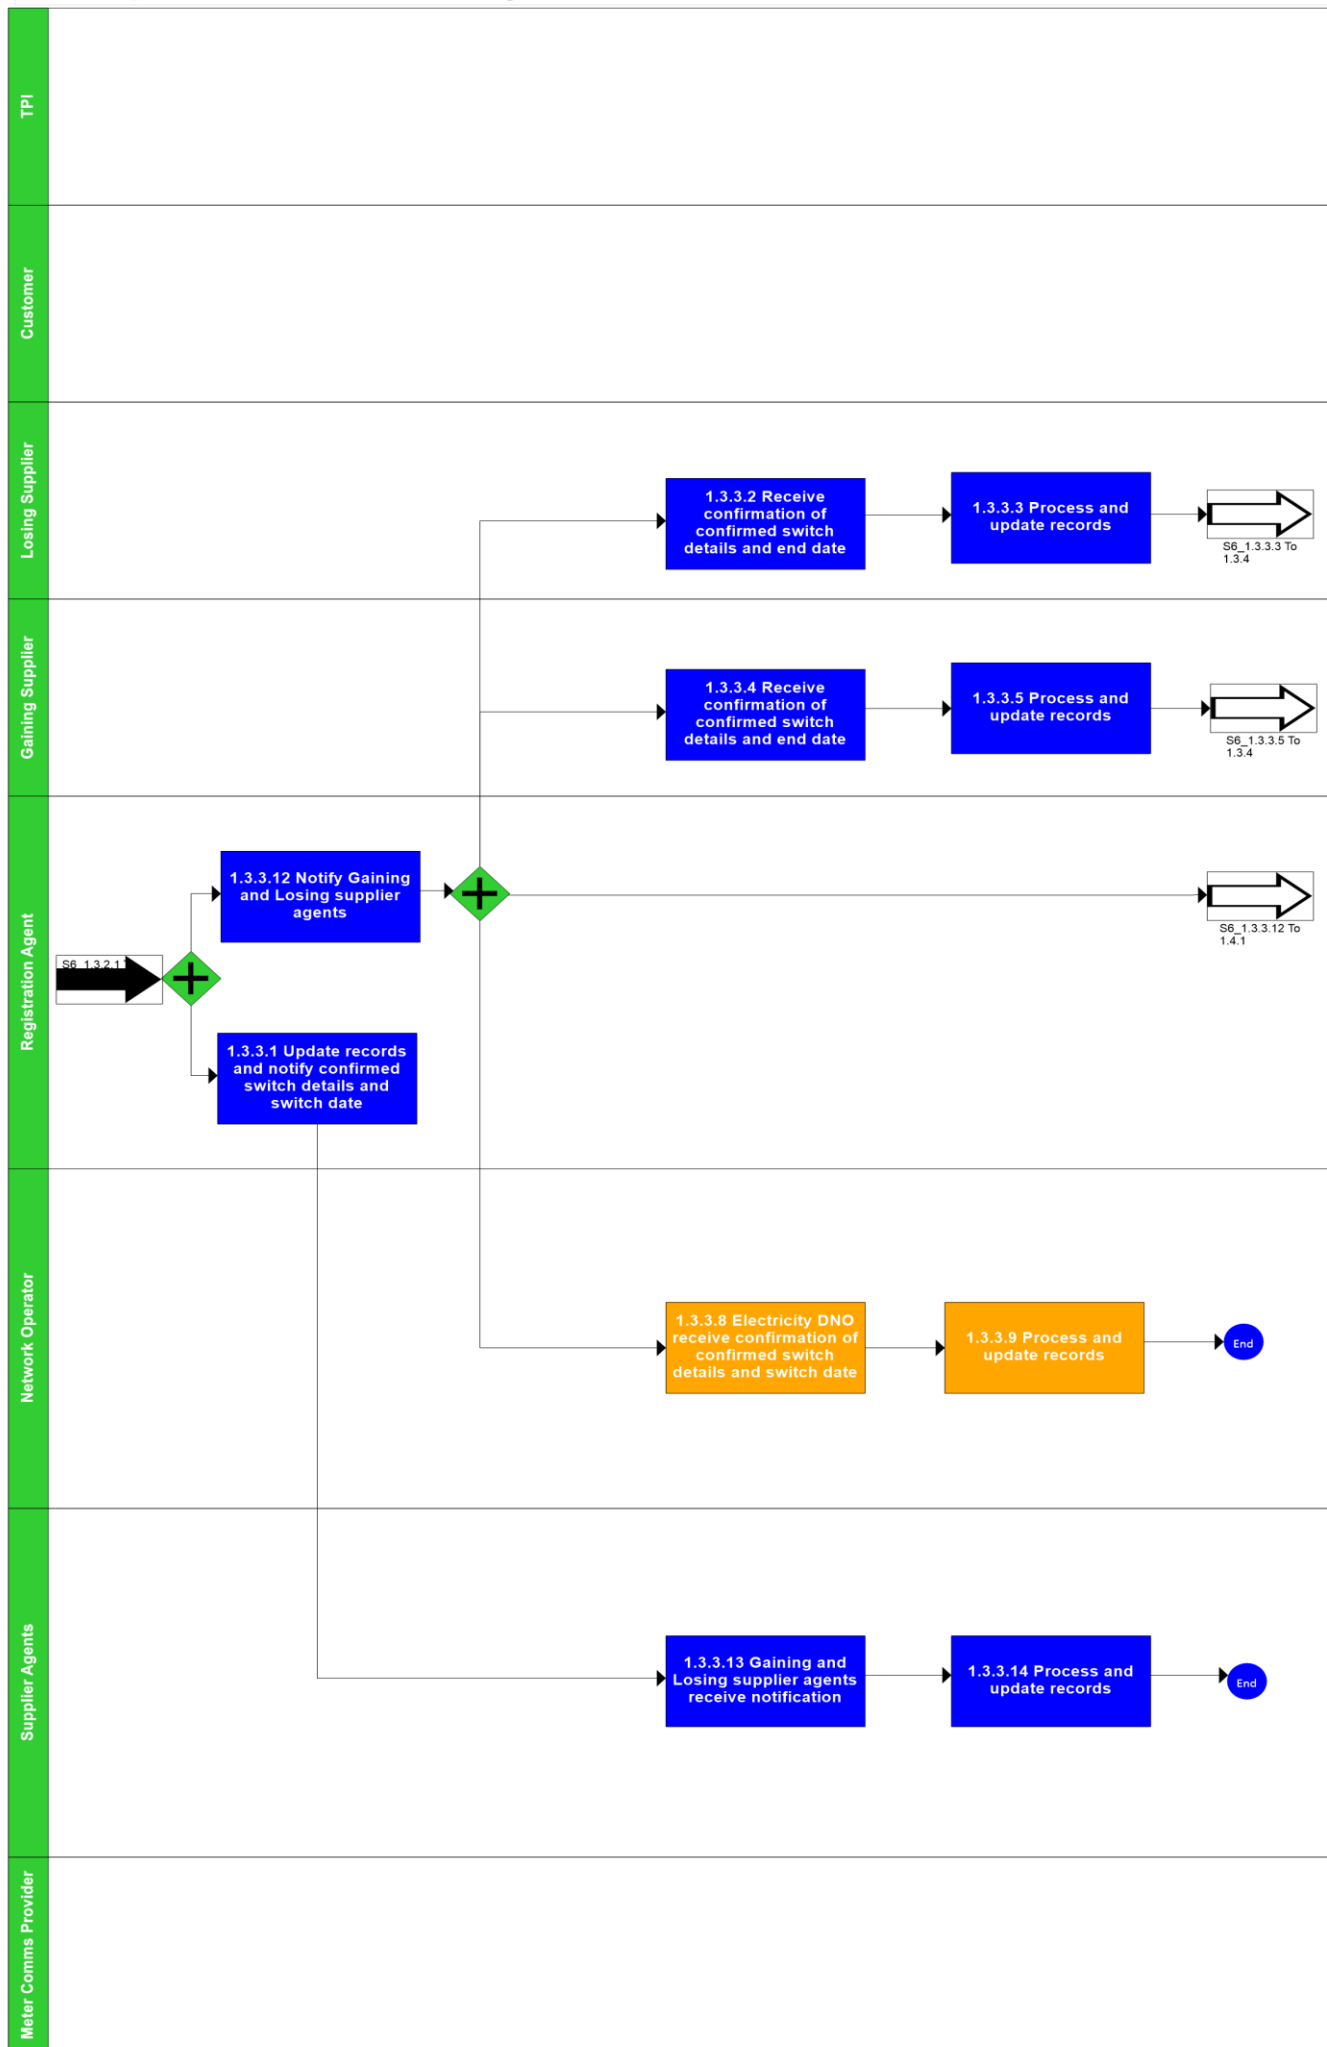 TPI
Customer
Losing Supplier
1.3.3.2 Receive
confirmation of
confirmed switch
details and end date
1.3.3.3 Process and
update records
S6_1.3.3.3 To
1.3.4
Gaining Supplier
1.3.3.4 Receive
confirmation of
confirmed switch
details and end date
1.3.3.5 Process and
update records
S6_1.3.3.5 To
1.3.4
Registration Agent
1.3.3.12 Notify Gaining
and Losing supplier
agents
S6_1.3.3.12 To
1.4.1
S6_1.3.2.1
1.3.3.1 Update records
and notify confirmed
switch details and
switch date
Network Operator
1.3.3.8 Electricity DNO
receive confirmation of
confirmed switch
details and switch date
1.3.3.9 Process and
update records
End
Supplier Agents
1.3.3.13 Gaining and
Losing supplier agents
receive notification
1.3.3.14 Process and
update records
End
Meter Comms Provider